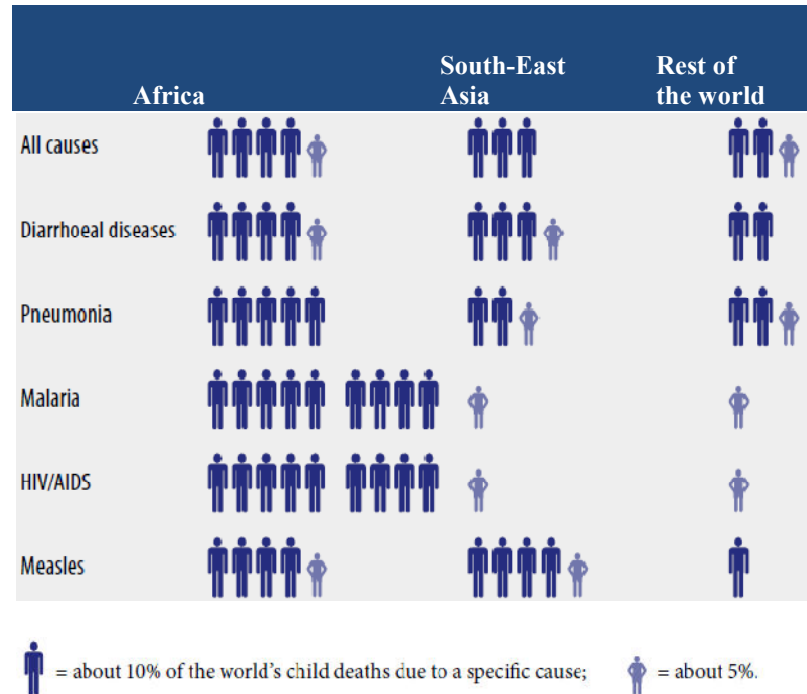 Africa
South-East
Asia
Rest of
the world
All causes
Diarrhoeal diseases
Pneumonia
Malaria
HIV/AIDS
Measles
= about 10% of the world's child deaths due to a specific cause; = about 5%.